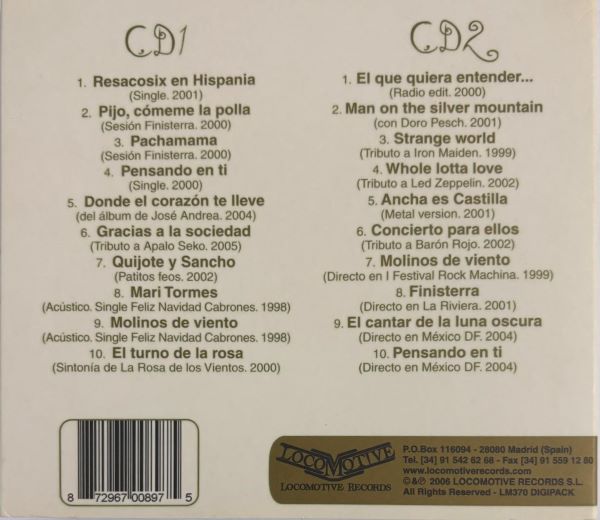 CD1
1. Resacosix en Hispania
(Single. 2001)
2. Pijo, cómeme la polla
(Sesión Finisterra. 2000)
3. Pachamama
(Sesión Finisterra. 2000)
4. Pensando en ti
(Single. 2000)
5. Donde el corazón te lleve
(del álbum de José Andrea. 2004)
6. Gracias a la sociedad
(Tributo a Apalo Seko. 2005)
7. Quijote y Sancho
(Patitos feos. 2002)
8. Mari Tormes
(Acústico. Single Feliz Navidad Cabrones. 1998)
9. Molinos de viento
(Acústico. Single Feliz Navidad Cabrones. 1998)
10. El turno de la rosa
(Sintonía de La Rosa de los Vientos. 2000)
CD2
1. El que quiera entender...
(Radio edit. 2000)
2. Man on the silver mountain
(con Doro Pesch. 2001)
3. Strange world
(Tributo a Iron Maiden. 1999)
4. Whole lotta love
(Tributo a Led Zeppelin. 2002)
5. Ancha es Castilla
(Metal version. 2001)
6. Concierto para ellos
(Tributo a Barón Rojo. 2002)
7. Molinos de viento
(Directo en I Festival Rock Machina. 1999)
8. Finisterra
(Directo en La Riviera. 2001)
9. El cantar de la luna oscura
(Directo en México DF. 2004)
10. Pensando en ti
(Directo en México DF. 2004)
8 72967 00897 5
LOCOMOTIVE
LOCOMOTIVE RECORDS
P.O.Box 116094 - 28080 Madrid (Spain)
Tel. [34] 91 542 62 68 - Fax [34] 91 559 12 60
www.locomotiverecords.com
©&℗ 2006 LOCOMOTIVE RECORDS S.L.
All Rights Reserved - LM370 DIGIPACK